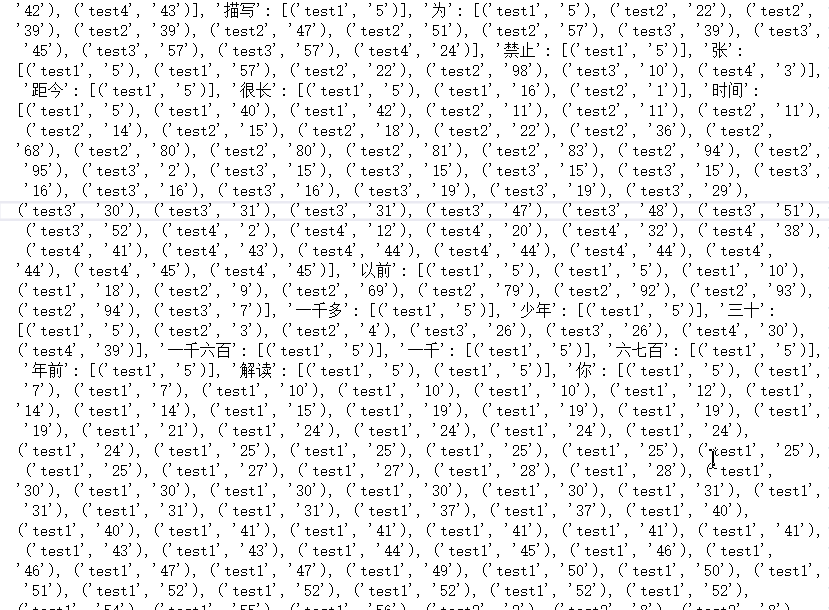 '42'), ('test4', '43')], '描写': [('test1', '5')], '为': [('test1', '5'), ('test2', '22'), ('test2',
'39'), ('test2', '39'), ('test2', '47'), ('test2', '51'), ('test2', '57'), ('test3', '39'), ('test3',
'45'), ('test3', '57'), ('test3', '57'), ('test4', '24')], '禁止': [('test1', '5')], '张':
[('test1', '5'), ('test1', '57'), ('test2', '22'), ('test2', '98'), ('test3', '10'), ('test4', '3')],
'距今': [('test1', '5')], '很长': [('test1', '5'), ('test1', '16'), ('test2', '1')], '时间':
[('test1', '5'), ('test1', '40'), ('test1', '42'), ('test2', '11'), ('test2', '11'), ('test2', '11'),
('test2', '14'), ('test2', '15'), ('test2', '18'), ('test2', '22'), ('test2', '36'), ('test2',
'68'), ('test2', '80'), ('test2', '80'), ('test2', '81'), ('test2', '83'), ('test2', '94'), ('test2',
'95'), ('test3', '2'), ('test3', '15'), ('test3', '15'), ('test3', '15'), ('test3', '15'), ('test3',
'16'), ('test3', '16'), ('test3', '16'), ('test3', '19'), ('test3', '19'), ('test3', '29'),
('test3', '30'), ('test3', '31'), ('test3', '31'), ('test3', '47'), ('test3', '48'), ('test3', '51'),
('test3', '52'), ('test4', '2'), ('test4', '12'), ('test4', '20'), ('test4', '32'), ('test4', '38'),
('test4', '41'), ('test4', '43'), ('test4', '44'), ('test4', '44'), ('test4', '44'), ('test4',
'44'), ('test4', '45'), ('test4', '45')], '以前': [('test1', '5'), ('test1', '5'), ('test1', '10'),
('test1', '18'), ('test2', '9'), ('test2', '69'), ('test2', '79'), ('test2', '92'), ('test2', '93'),
('test2', '94'), ('test3', '7')], '一千多': [('test1', '5')], '少年': [('test1', '5')], '三十':
[('test1', '5'), ('test2', '3'), ('test2', '4'), ('test3', '26'), ('test3', '26'), ('test4', '30'),
('test4', '39')], '一千六百': [('test1', '5')], '一千': [('test1', '5')], '六七百': [('test1', '5')],
'年前': [('test1', '5')], '解读': [('test1', '5'), ('test1', '5')], '你': [('test1', '5'), ('test1',
'7'), ('test1', '7'), ('test1', '10'), ('test1', '10'), ('test1', '10'), ('test1', '12'), ('test1',
'14'), ('test1', '14'), ('test1', '15'), ('test1', '19'), ('test1', '19'), ('test1', '19'), ('test1',
'19'), ('test1', '21'), ('test1', '24'), ('test1', '24'), ('test1', '24'), ('test1', '24'),
('test1', '24'), ('test1', '25'), ('test1', '25'), ('test1', '25'), ('test1', '25'), ('test1', '25'),
('test1', '25'), ('test1', '27'), ('test1', '27'), ('test1', '28'), ('test1', '28'), ('test1',
'30'), ('test1', '30'), ('test1', '30'), ('test1', '30'), ('test1', '30'), ('test1', '31'), ('test1',
'31'), ('test1', '31'), ('test1', '31'), ('test1', '37'), ('test1', '37'), ('test1', '40'),
('test1', '40'), ('test1', '41'), ('test1', '41'), ('test1', '41'), ('test1', '41'), ('test1', '41'),
('test1', '43'), ('test1', '43'), ('test1', '44'), ('test1', '45'), ('test1', '46'), ('test1',
'46'), ('test1', '47'), ('test1', '47'), ('test1', '49'), ('test1', '50'), ('test1', '50'), ('test1',
'51'), ('test1', '52'), ('test1', '52'), ('test1', '52'), ('test1', '52'), ('test1', '52'),